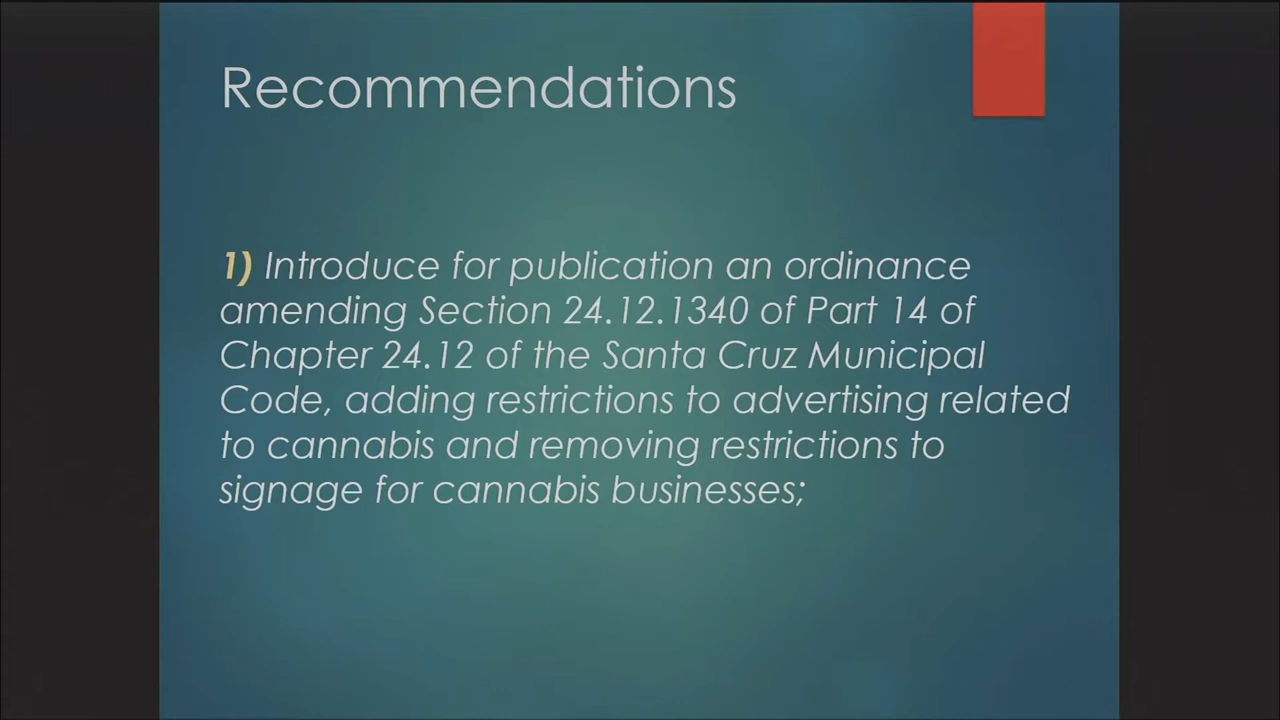 Recommendations
1) Introduce for publication an ordinance
amending Section 24.12.1340 of Part 14 of
Chapter 24.12 of the Santa Cruz Municipal
Code, adding restrictions to advertising related
to cannabis and removing restrictions to
signage for cannabis businesses;